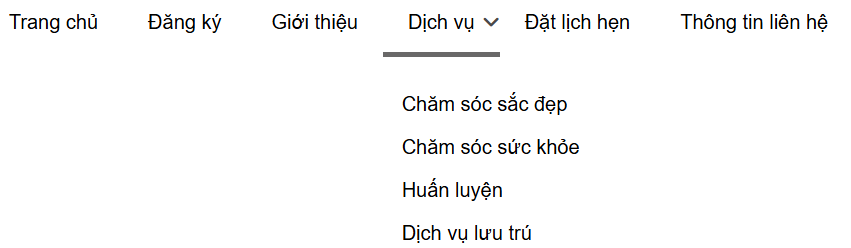 Trang chủ Đăng ký Giới thiệu Dịch vụ Đặt lịch hẹn Thông tin liên hệ
Chăm sóc sắc đẹp
Chăm sóc sức khỏe
Huấn luyện
Dịch vụ lưu trú